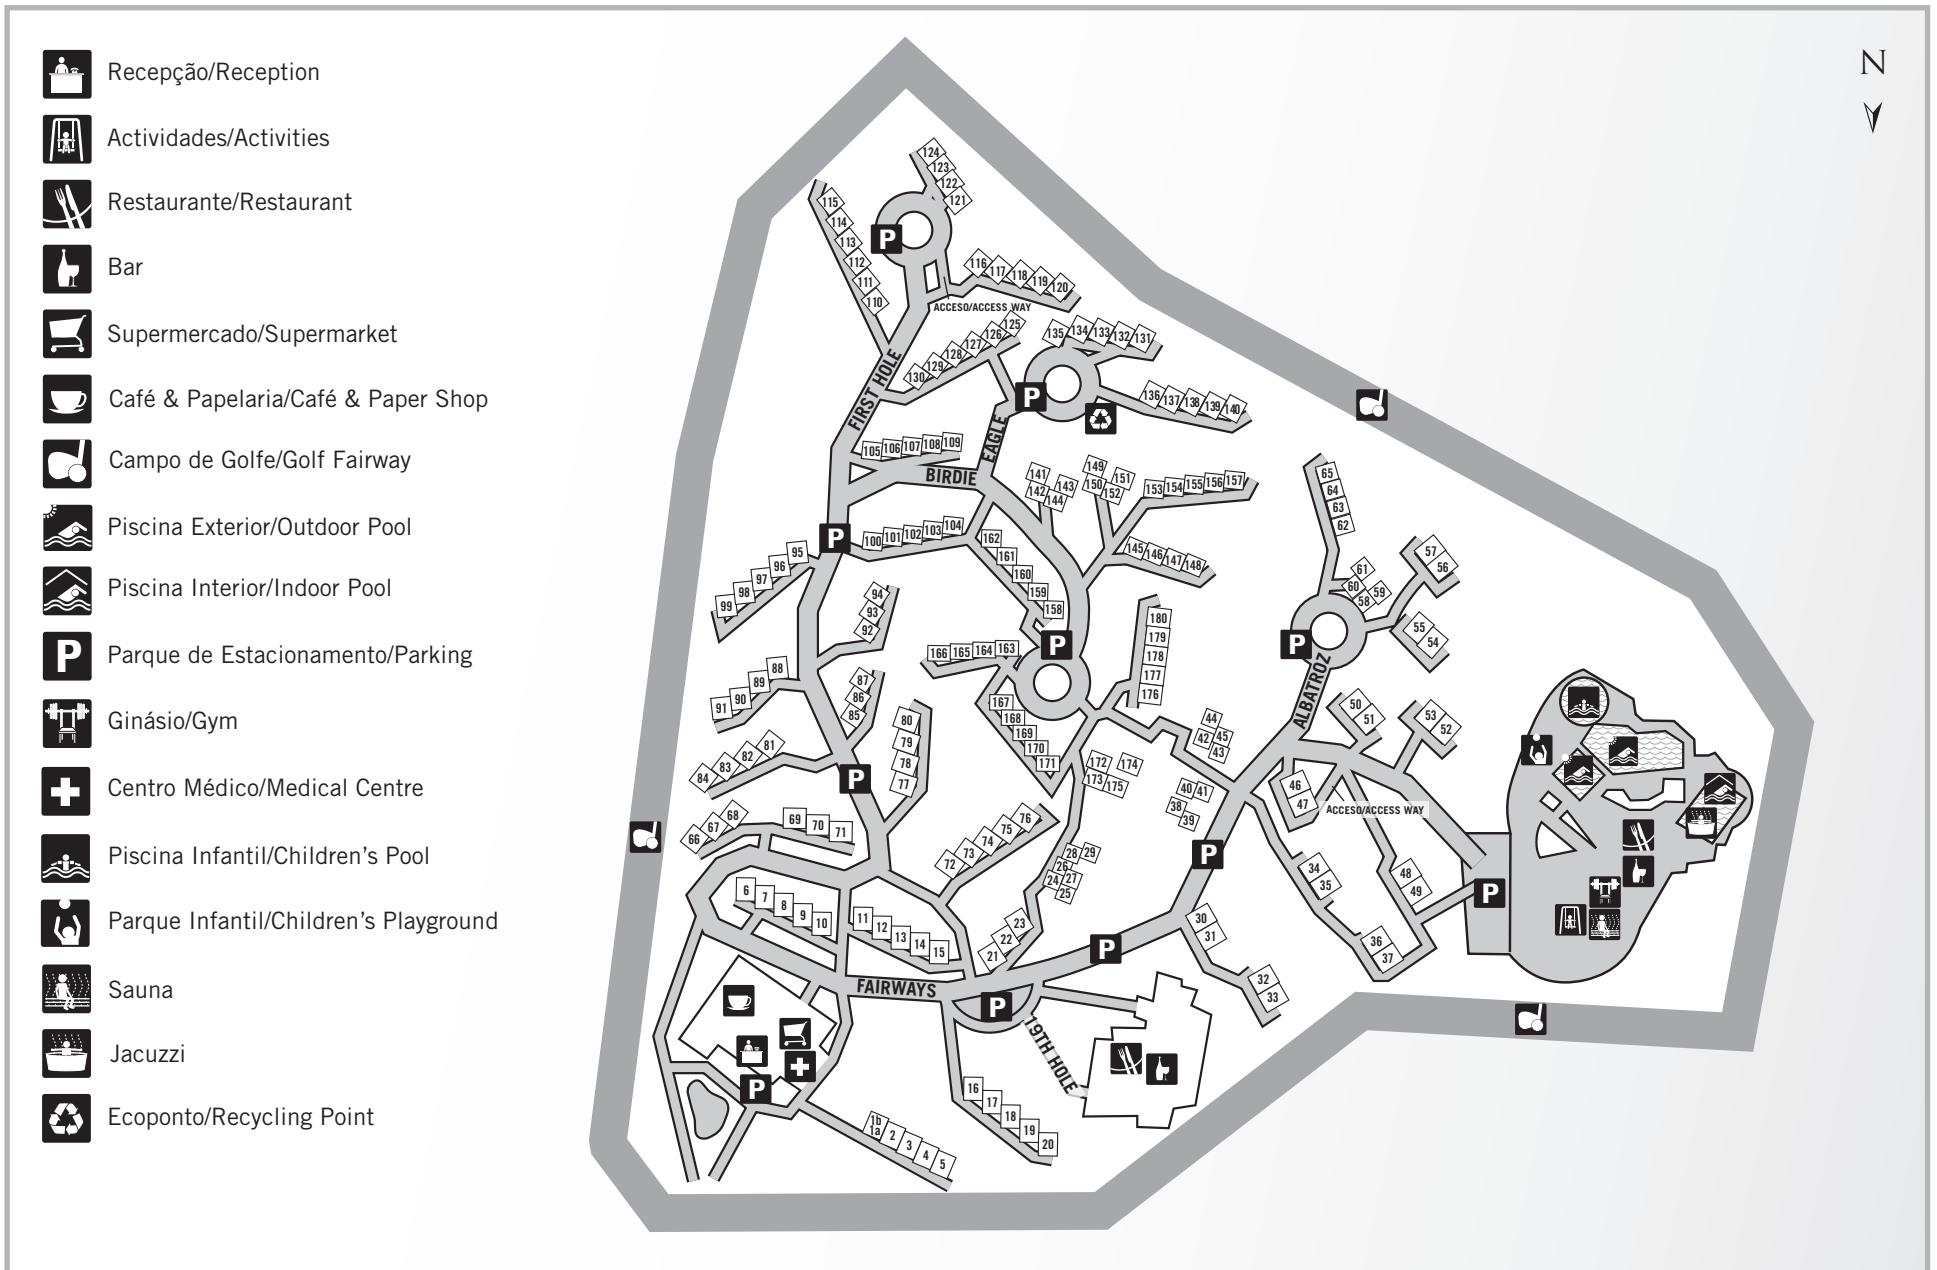 Recepção/Reception
Actividades/Activities
Restaurante/Restaurant
Bar
Supermercado/Supermarket
Café & Papelaria/Café & Paper Shop
Campo de Golfe/Golf Fairway
Piscina Exterior/Outdoor Pool
Piscina Interior/Indoor Pool
P
Parque de Estacionamento/Parking
Ginásio/Gym
Centro Médico/Medical Centre
Piscina Infantil/Children's Pool
Parque Infantil/Children's Playground
Sauna
Jacuzzi
Ecoponto/Recycling Point
N
124
123
122
121
115
114
113
112
111
110
P
116 117 118 119 120
ACCESO/ACCESS WAY
FIRST HOLE
130 129 128 127 126 125
135 134 133 132 131
P
136 137 138 139 140
EAGLE
105 106 107 108 109
BIRDIE
141
142
143
144
149
150
151
152
153 154 155 156 157
145 146 147 148
P
100 101 102 103 104
162
161
160
159
158
99 98 97 96 95
94
93
92
P
166 165 164 163
180
179
178
177
176
65
64
63
62
61
60
59
58
57
56
55
54
P
ALBATROZ
91 90 89 88
87
86
85
80
79
78
77
167
168
169
170
171
44
42
45
43
50
51
53
52
84 83 82 81
P
172
173
174
175
40
41
38
39
46
47
ACCESO/ACCESS WAY
66 67 68
69 70 71
72 73 74 75 76
28
29
26
24
27
25
P
34
35
48
49
P
6 7 8 9 10
11 12 13 14 15
21 22 23
30
31
36
37
P
32
33
FAIRWAYS
P
19TH HOLE
P
16
17
18
19
20
1b
1a
2
3
4
5